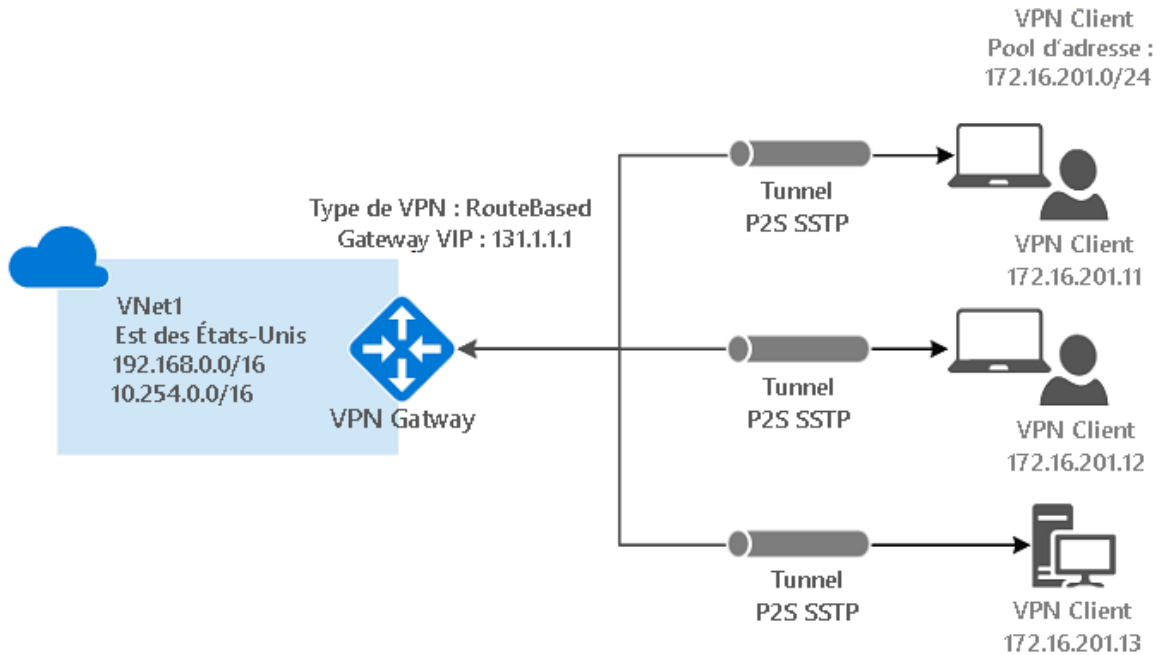 VPN Client
Pool d'adresse :
172.16.201.0/24
Type de VPN : RouteBased
Gateway VIP : 131.1.1.1
VNet1
Est des États-Unis
192.168.0.0/16
10.254.0.0/16
VPN Gatway
Tunnel
P2S SSTP
VPN Client
172.16.201.11
Tunnel
P2S SSTP
VPN Client
172.16.201.12
Tunnel
P2S SSTP
VPN Client
172.16.201.13